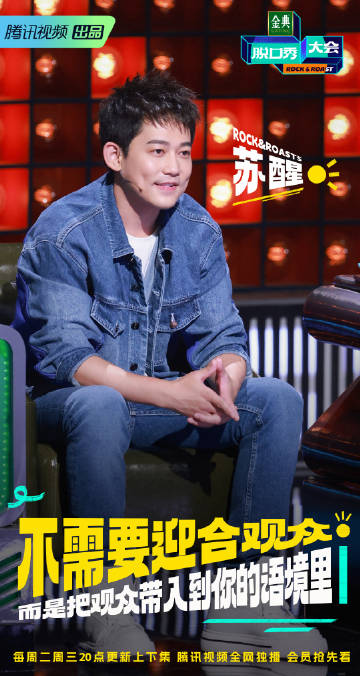 腾讯视频 出品
金典
SATINE
脱口秀大会
ROCK & ROAST
ROCK&ROAST5
苏醒
不需要迎合观众
而是把观众带入到你的语境里
每周二周三20点更新上下集 腾讯视频全网独播 会员抢先看